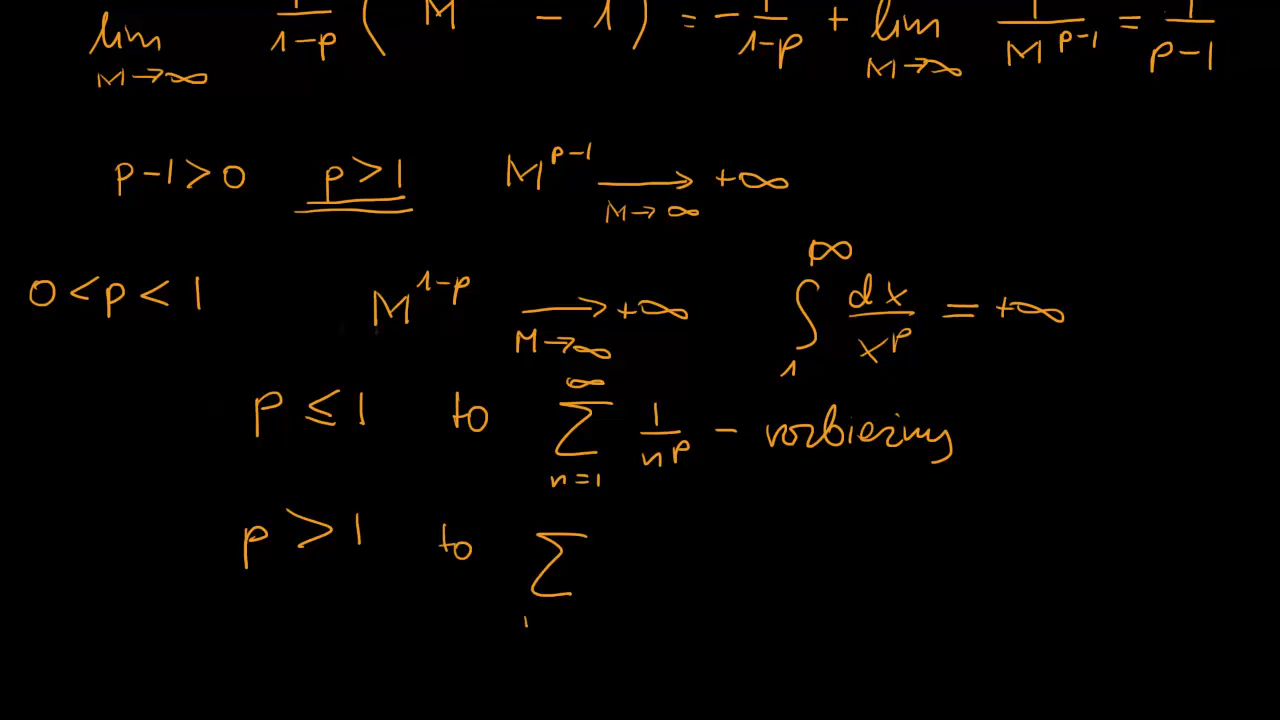 lim M→∞ 1/(1-p) ( M - 1 ) = - 1/(1-p) + lim M→∞ 1/M^(p-1) = 1/(p-1)
p-1>0 p>1 M^(p-1) → M→∞ +∞
0<p<1 M^(1-p) → M→∞ +∞ ∫₁^∞ dx/x^p = +∞
p ≤ 1 to ∑ n=1 ∞ 1/n^p - rozbieżny
p > 1 to ∑